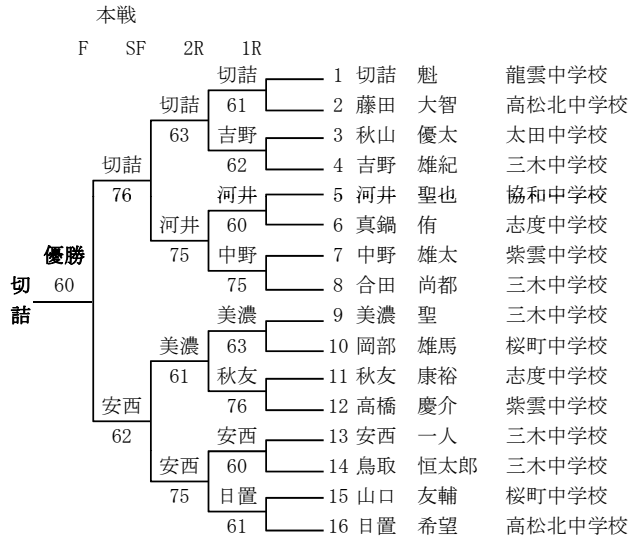 本戦
F SF 2R 1R
切詰 1 切詰 魁 龍雲中学校
切詰 61 2 藤田 大智 高松北中学校
63 吉野 3 秋山 優太 太田中学校
切詰 62 4 吉野 雄紀 三木中学校
76 河井 5 河井 聖也 協和中学校
河井 60 6 真鍋 侑 志度中学校
優勝 75 中野 7 中野 雄太 紫雲中学校
切詰 60 75 8 合田 尚都 三木中学校
美濃 9 美濃 聖 三木中学校
美濃 63 10 岡部 雄馬 桜町中学校
61 秋友 11 秋友 康裕 志度中学校
安西 76 12 高橋 慶介 紫雲中学校
62 安西 13 安西 一人 三木中学校
安西 60 14 鳥取 恒太郎 三木中学校
75 日置 15 山口 友輔 桜町中学校
61 16 日置 希望 高松北中学校